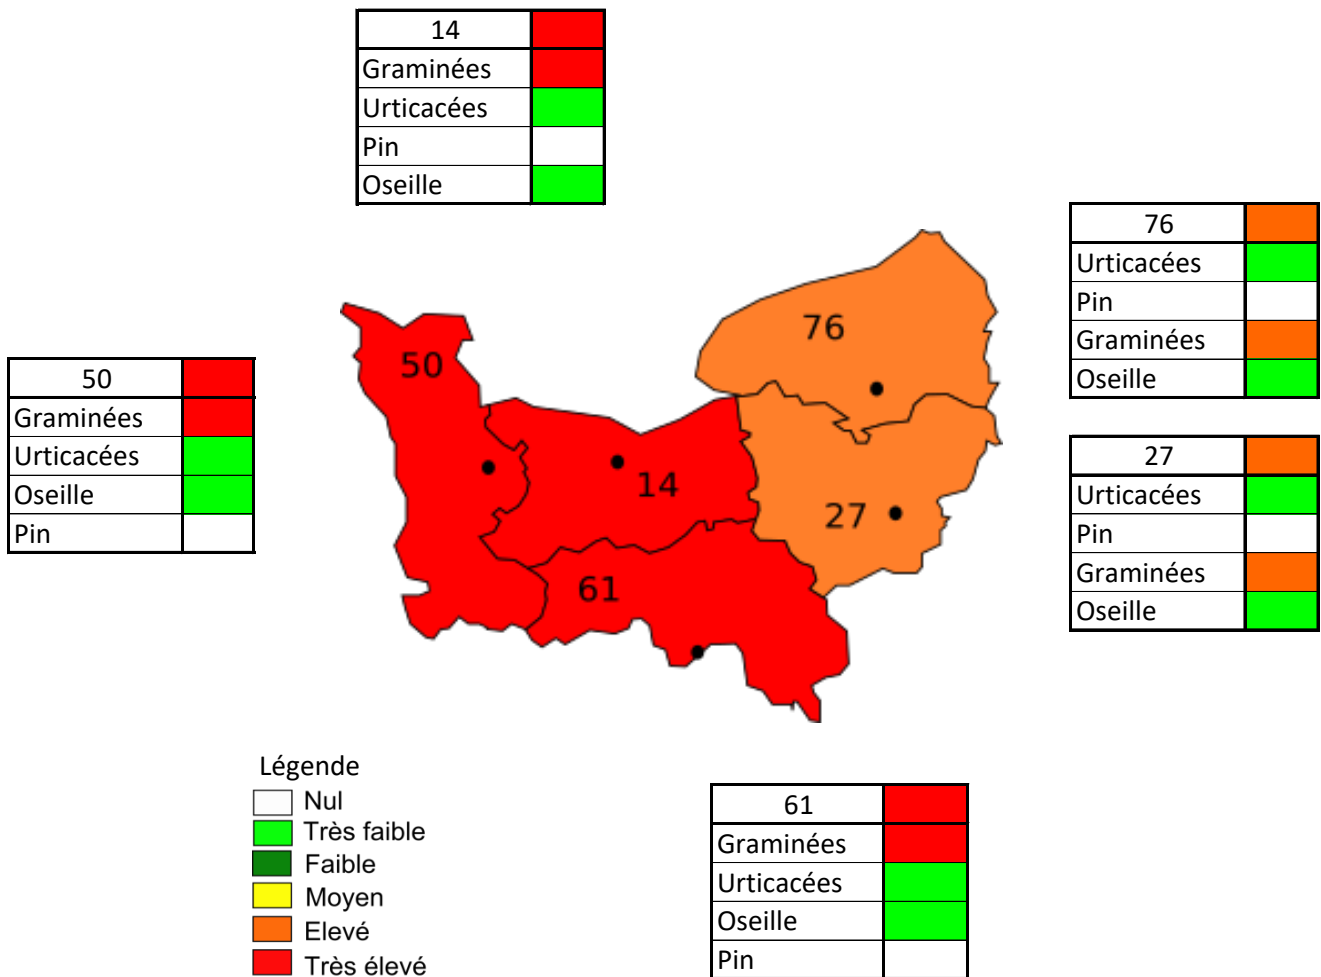 14
Graminées
Urticacées
Pin
Oseille
76
Urticacées
Pin
Graminées
Oseille
50
Graminées
Urticacées
Oseille
Pin
27
Urticacées
Pin
Graminées
Oseille
76
50
14
27
61
Légende
Nul
Très faible
Faible
Moyen
Elevé
Très élevé
61
Graminées
Urticacées
Oseille
Pin